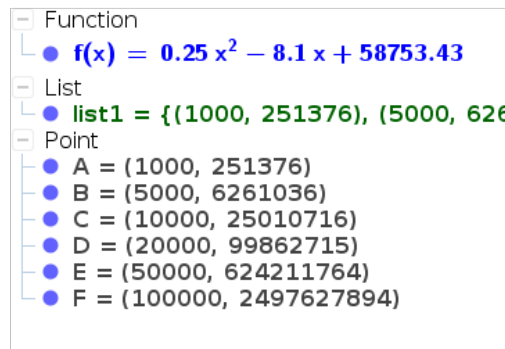 Function
f(x) = 0.25 x² − 8.1 x + 58753.43
List
list1 = {(1000, 251376), (5000, 626
Point
A = (1000, 251376)
B = (5000, 6261036)
C = (10000, 25010716)
D = (20000, 99862715)
E = (50000, 624211764)
F = (100000, 2497627894)